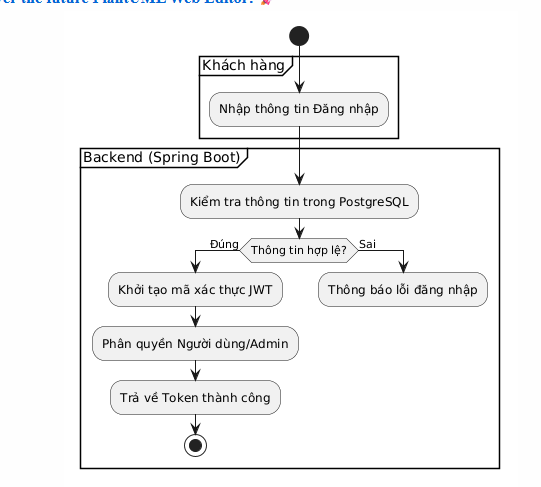 Khách hàng
Nhập thông tin Đăng nhập
Backend (Spring Boot)
Kiểm tra thông tin trong PostgreSQL
Đúng
Thông tin hợp lệ?
Sai
Khởi tạo mã xác thực JWT
Thông báo lỗi đăng nhập
Phân quyền Người dùng/Admin
Trả về Token thành công